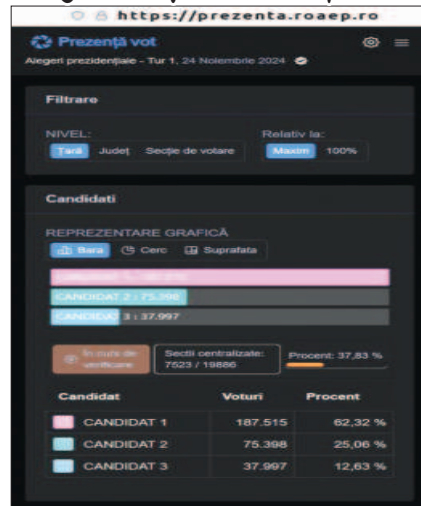 https://prezenta.roaep.ro
Prezență vot
Alegeri prezidențiale - Tur 1, 24 Noiembrie 2024
Filtrare
NIVEL:
Relativ la:
Țară Județ Secție de votare
Maxim 100%
Candidati
REPREZENTARE GRAFICĂ
Bara Cerc Suprafata
CANDIDAT 2 : 75.398
CANDIDAT 3 : 37.997
În curs de verificare
Sectii centralizate:
7523 / 19886
Procent: 37,83 %
Candidat Voturi Procent
CANDIDAT 1 187.515 62,32 %
CANDIDAT 2 75.398 25,06 %
CANDIDAT 3 37.997 12,63 %